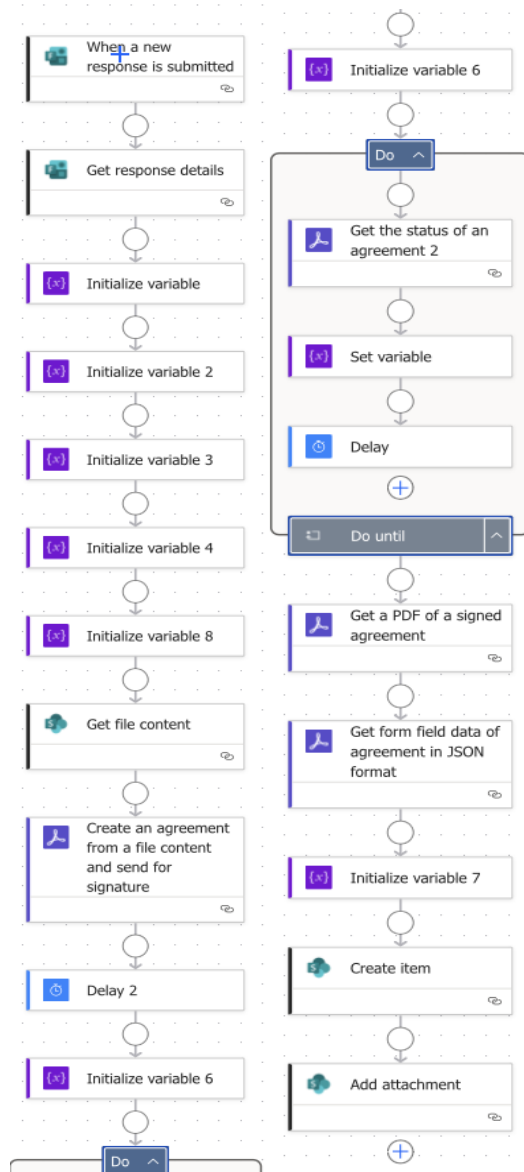 When a new
response is submitted
Get response details
{x} Initialize variable
{x} Initialize variable 2
{x} Initialize variable 3
{x} Initialize variable 4
{x} Initialize variable 8
Get file content
Create an agreement
from a file content
and send for
signature
Delay 2
{x} Initialize variable 6
Do
{x} Initialize variable 6
Do
Get the status of an
agreement 2
{x} Set variable
Delay
Do until
Get a PDF of a signed
agreement
Get form field data of
agreement in JSON
format
{x} Initialize variable 7
Create item
Add attachment